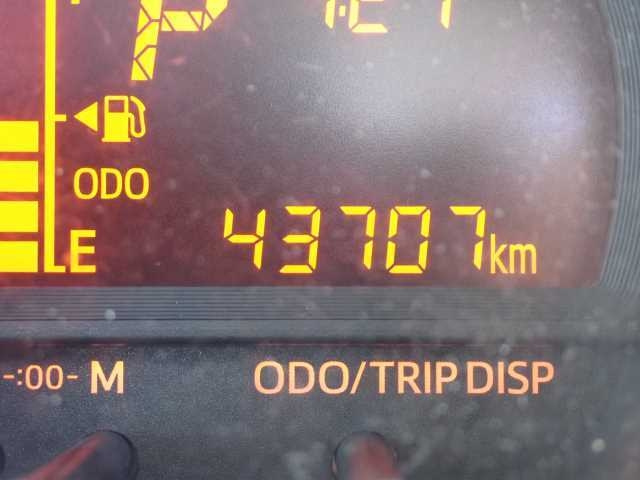 P
ODO
43707km
E
-:00- M
ODO/TRIP DISP